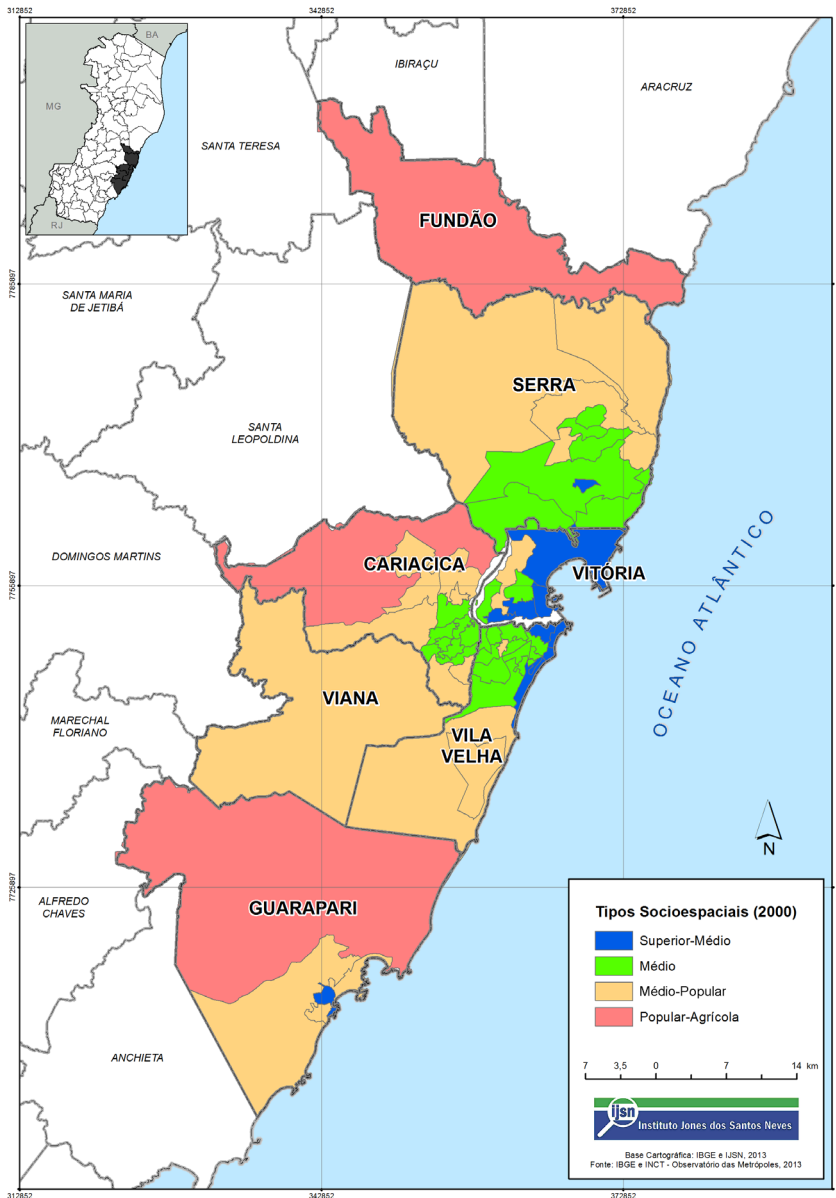 312852
342852
372852
BA
MG
RJ
IBIRAÇU
ARACRUZ
SANTA TERESA
FUNDÃO
7785897
SANTA MARIA
DE JETIBÁ
SERRA
SANTA
LEOPOLDINA
OCEANO ATLÂNTICO
DOMINGOS MARTINS
CARIACICA
VITÓRIA
7755897
VIANA
MARECHAL
FLORIANO
VILA
VELHA
N
7725897
ALFREDO
CHAVES
GUARAPARI
ANCHIETA
Tipos Socioespaciais (2000)
Superior-Médio
Médio
Médio-Popular
Popular-Agrícola
7 3,5 0 7 14 km
ijsn Instituto Jones dos Santos Neves
Base Cartográfica: IBGE e IJSN, 2013
Fonte: IBGE e INCT - Observatório das Metrópoles, 2013
312852
342852
372852